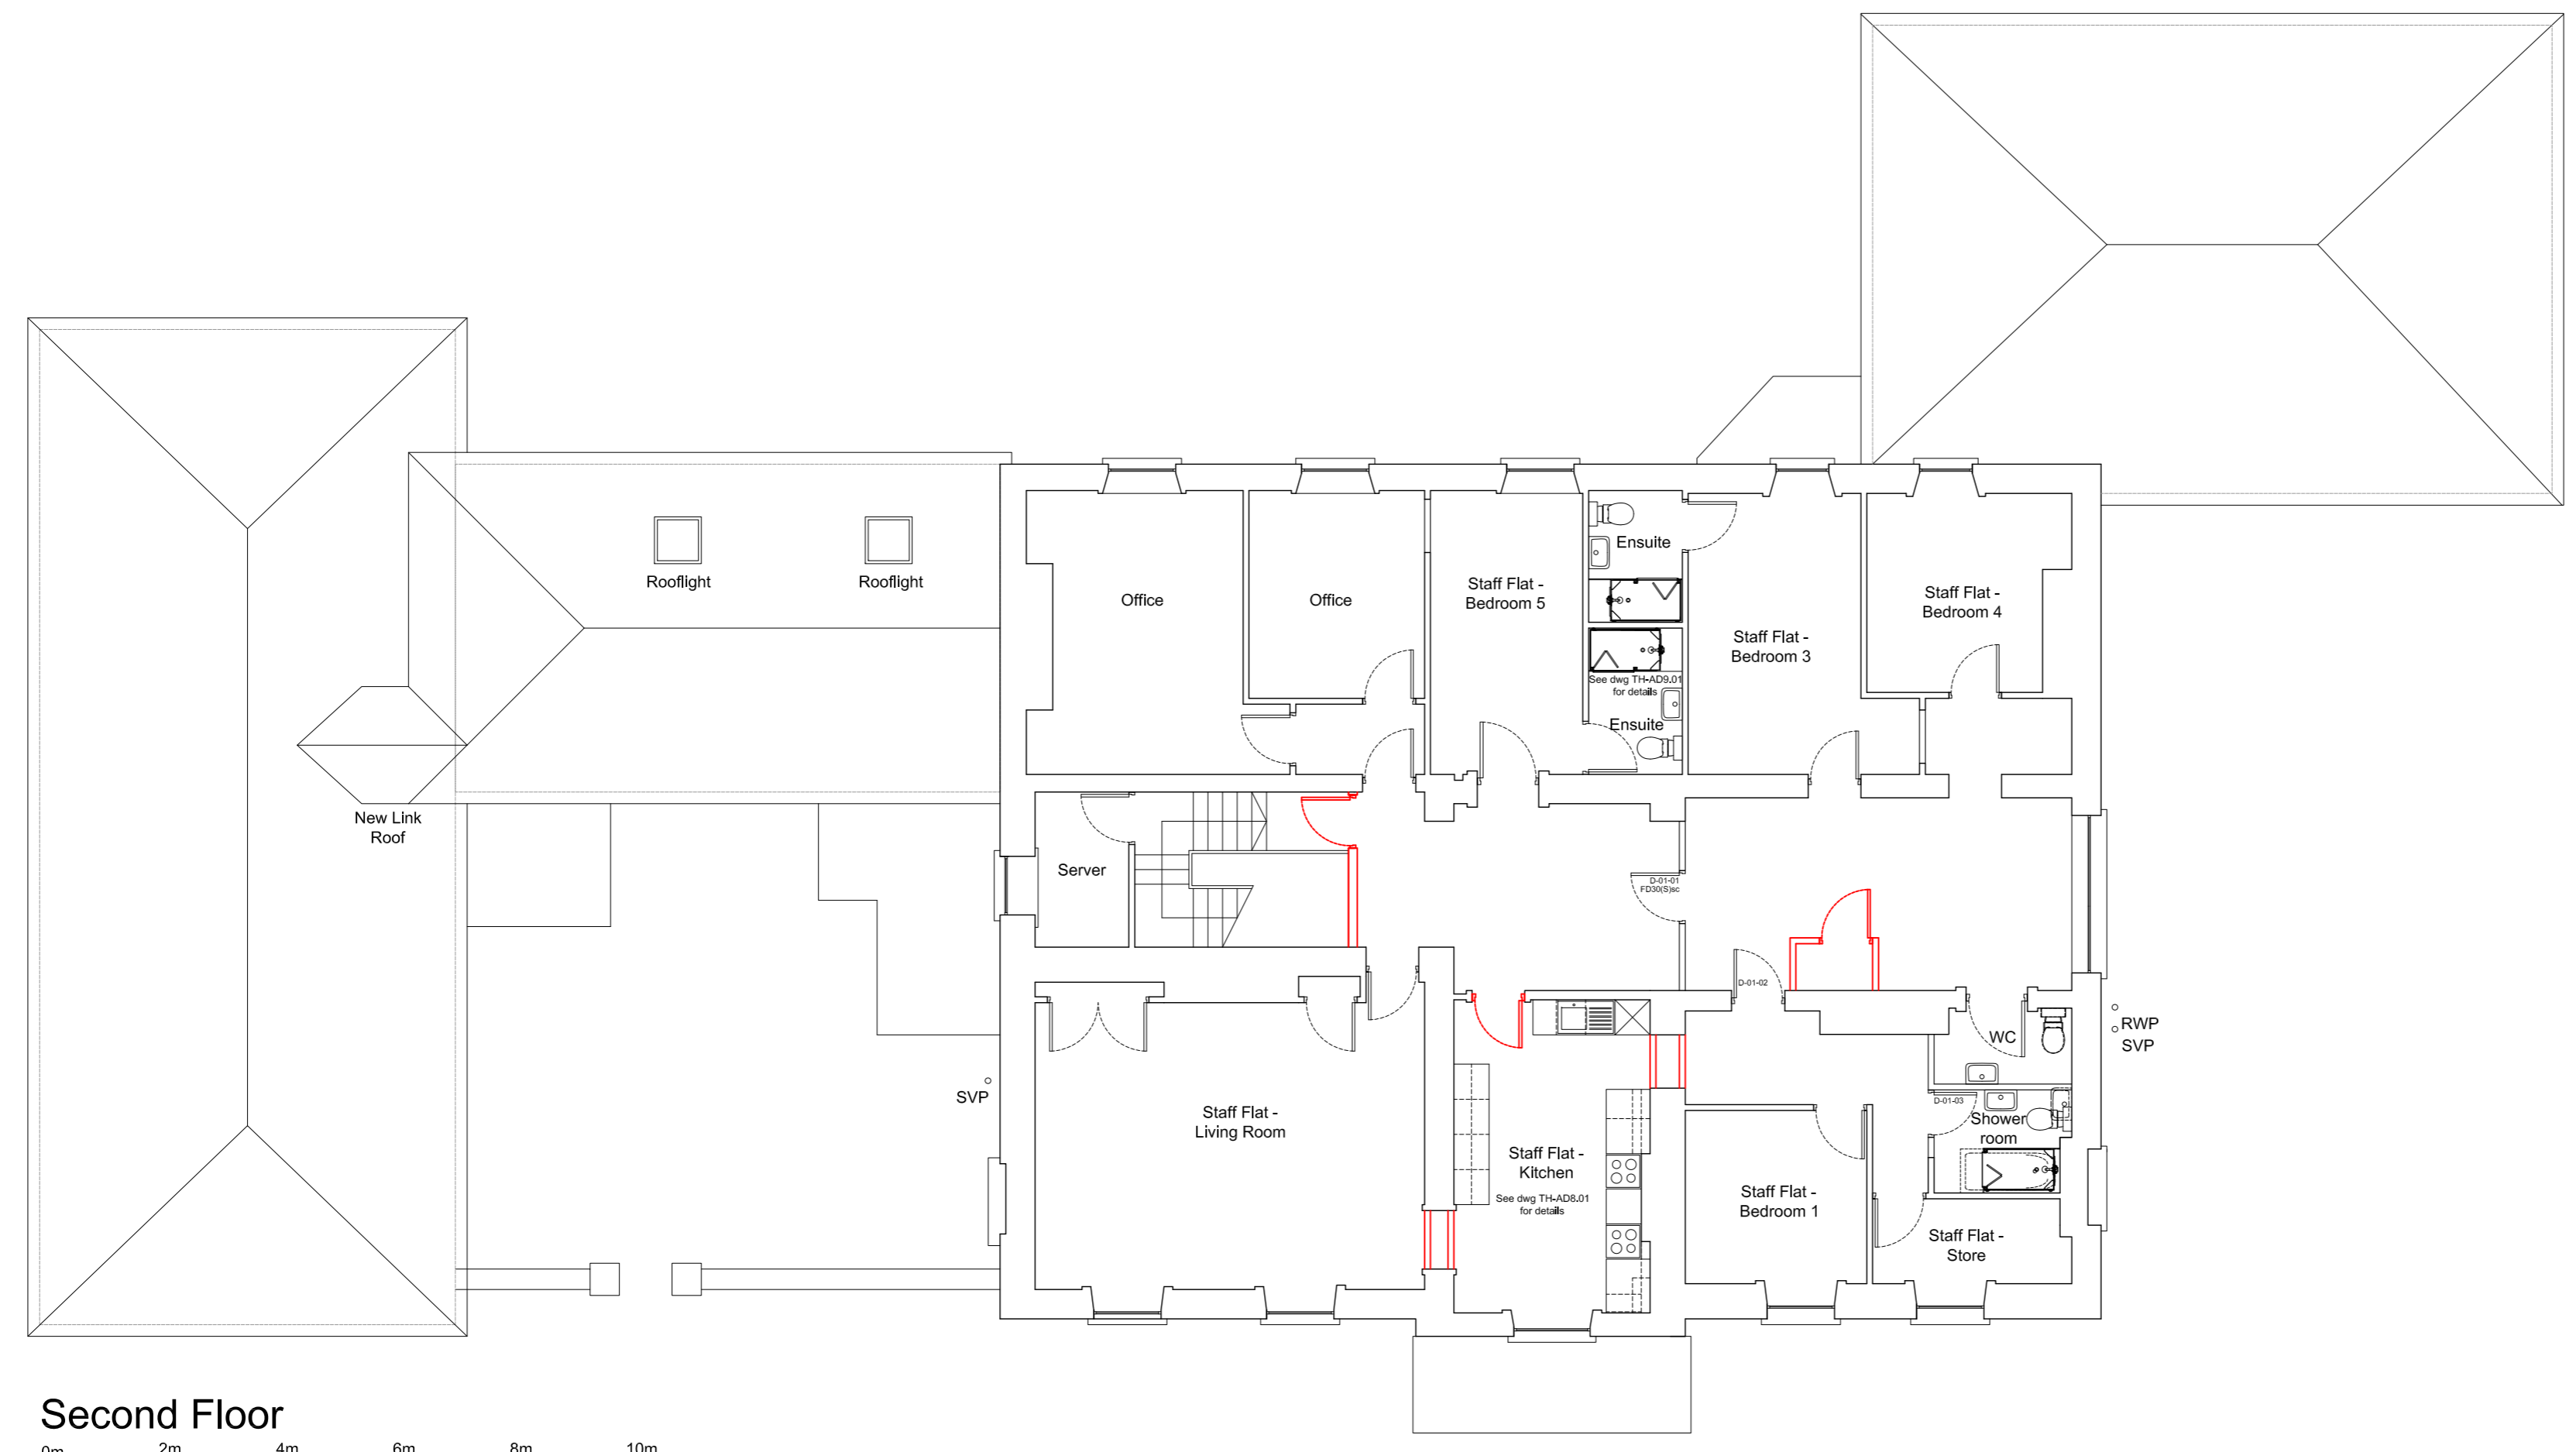 Rooflight
Rooflight
New Link
Roof
Office
Office
Staff Flat -
Bedroom 5
Ensuite
See dwg TH-AD9.01
for details
Ensuite
Staff Flat -
Bedroom 3
Staff Flat -
Bedroom 4
Server
D-01-01
FD30(S)sc
D-01-02
WC
RWP
SVP
SVP
Staff Flat -
Living Room
Staff Flat -
Kitchen
See dwg TH-AD8.01
for details
D-01-03
Shower
room
Staff Flat -
Bedroom 1
Staff Flat -
Store
Second Floor
0m 2m 4m 6m 8m 10m